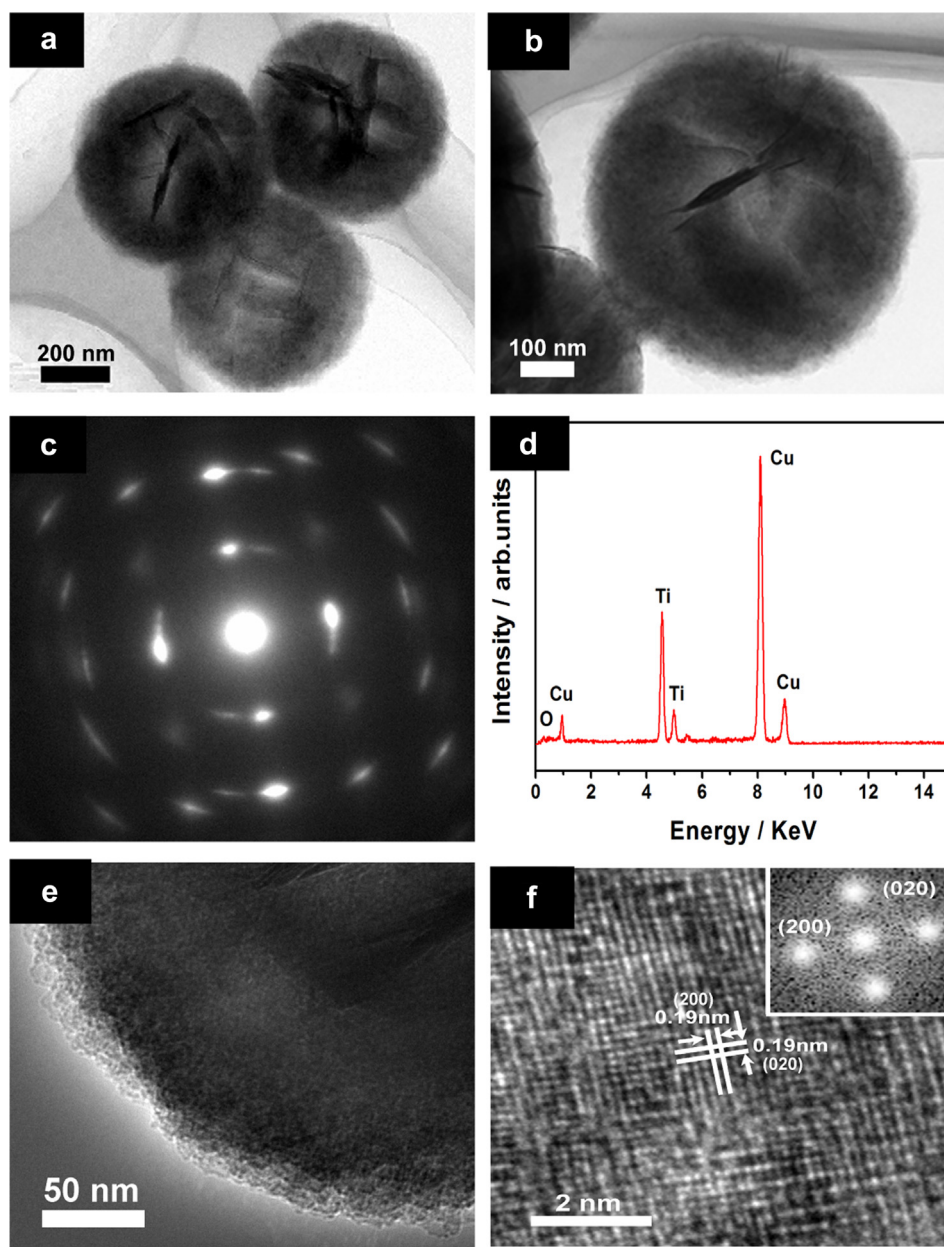 a
200 nm
b
100 nm
c
d
Intensity / arb.units
Cu
Ti
Cu
Ti
Cu
O
0 2 4 6 8 10 12 14
Energy / KeV
e
50 nm
f
(020)
(200)
(200)
0.19nm
0.19nm
(020)
2 nm